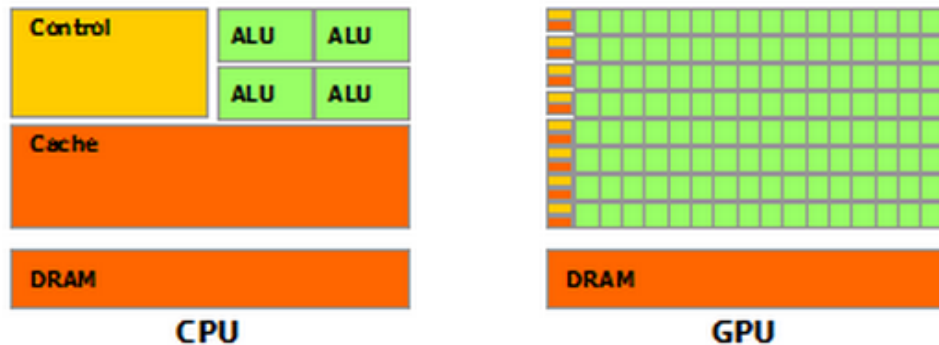 Control
ALU ALU
ALU ALU
Cache
DRAM
DRAM
CPU
GPU